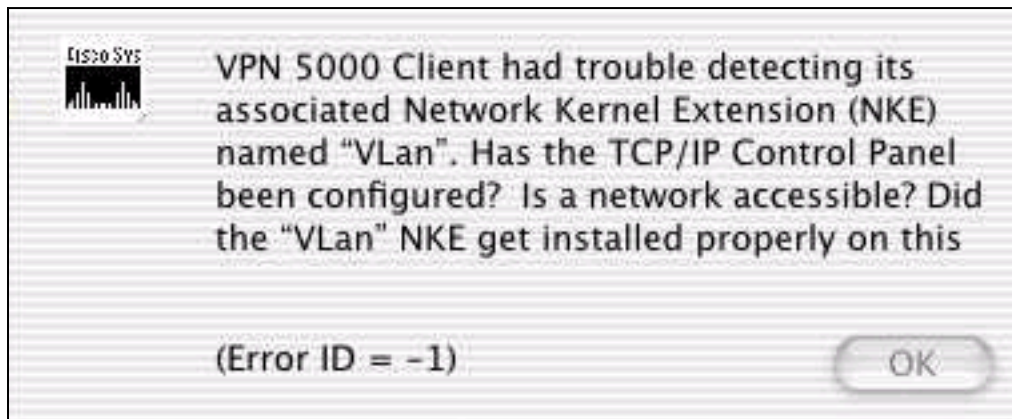 Cisco Sys
VPN 5000 Client had trouble detecting its
associated Network Kernel Extension (NKE)
named “VLan”. Has the TCP/IP Control Panel
been configured?  Is a network accessible? Did
the “VLan” NKE get installed properly on this
(Error ID = -1)
OK